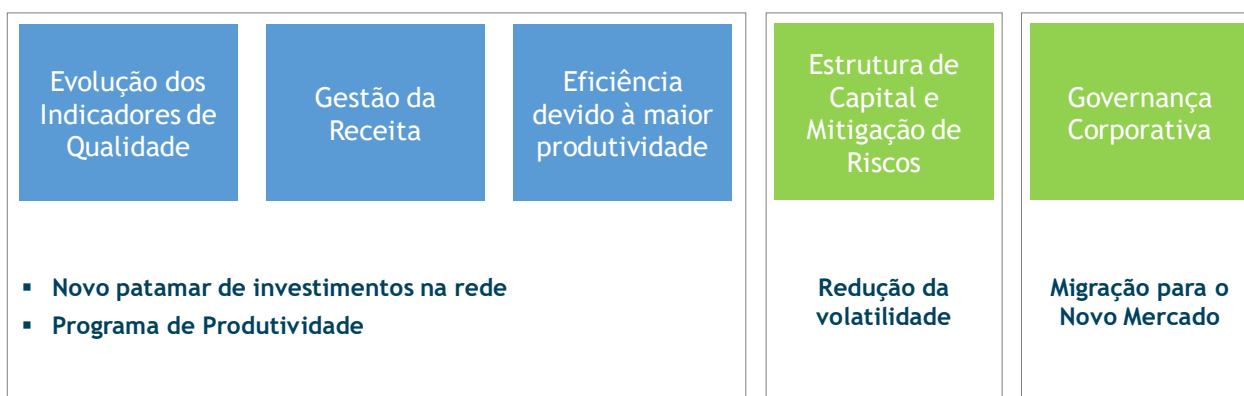 Evolução dos
Indicadores de
Qualidade
Gestão da
Receita
Eficiência
devido à maior
produtividade
▪ Novo patamar de investimentos na rede
▪ Programa de Produtividade
Estrutura de
Capital e
Mitigação de
Riscos
Redução da
volatilidade
Governança
Corporativa
Migração para o
Novo Mercado